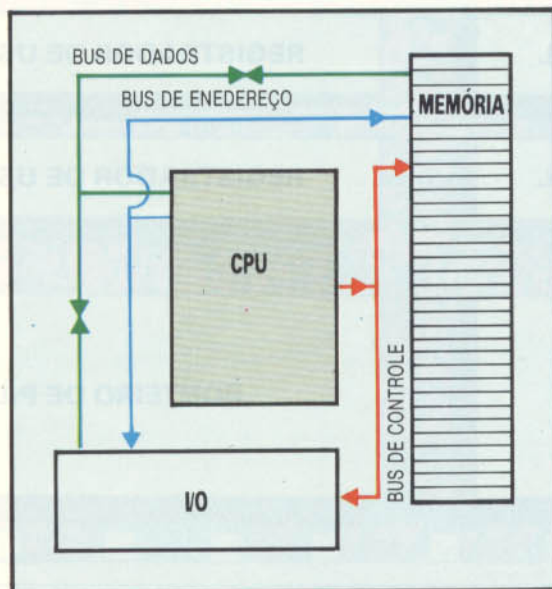 BUS DE DADOS
BUS DE ENEDEREÇO
MEMÓRIA
CPU
BUS DE CONTROLE
I/O